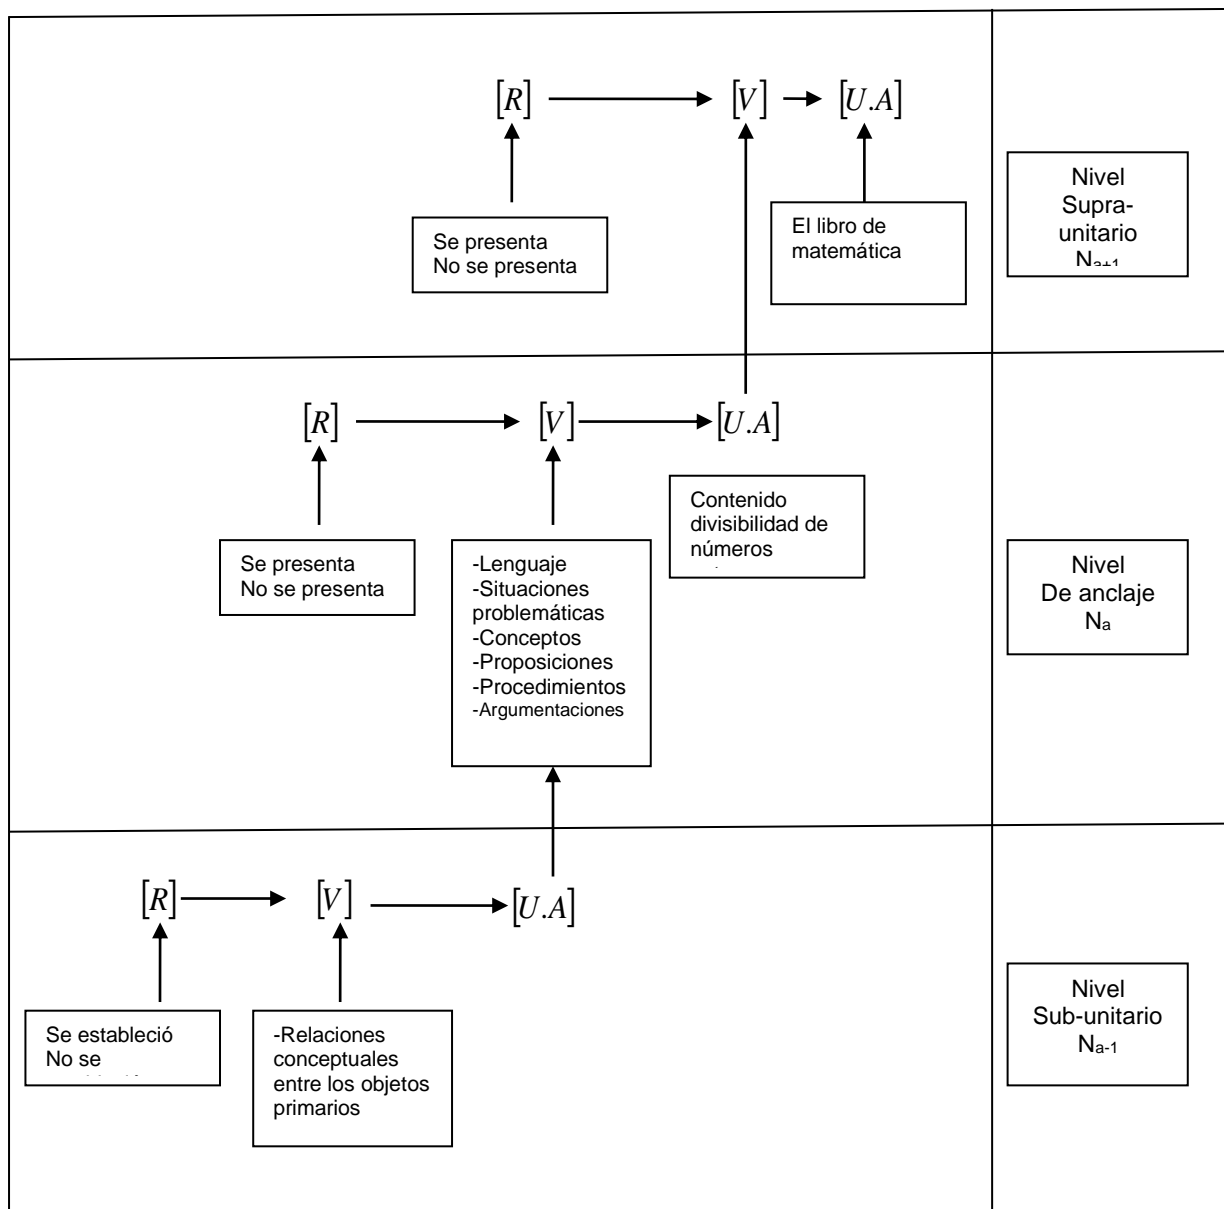 [R] [V] [U.A]
Se presenta
No se presenta
El libro de
matemática
Nivel
Supra-
unitario
Na+1
[R] [V] [U.A]
Se presenta
No se presenta
-Lenguaje
-Situaciones
problemáticas
-Conceptos
-Proposiciones
-Procedimientos
-Argumentaciones
Contenido
divisibilidad de
números
Nivel
De anclaje
Na
[R] [V] [U.A]
Se estableció
No se
-Relaciones
conceptuales
entre los objetos
primarios
Nivel
Sub-unitario
Na-1